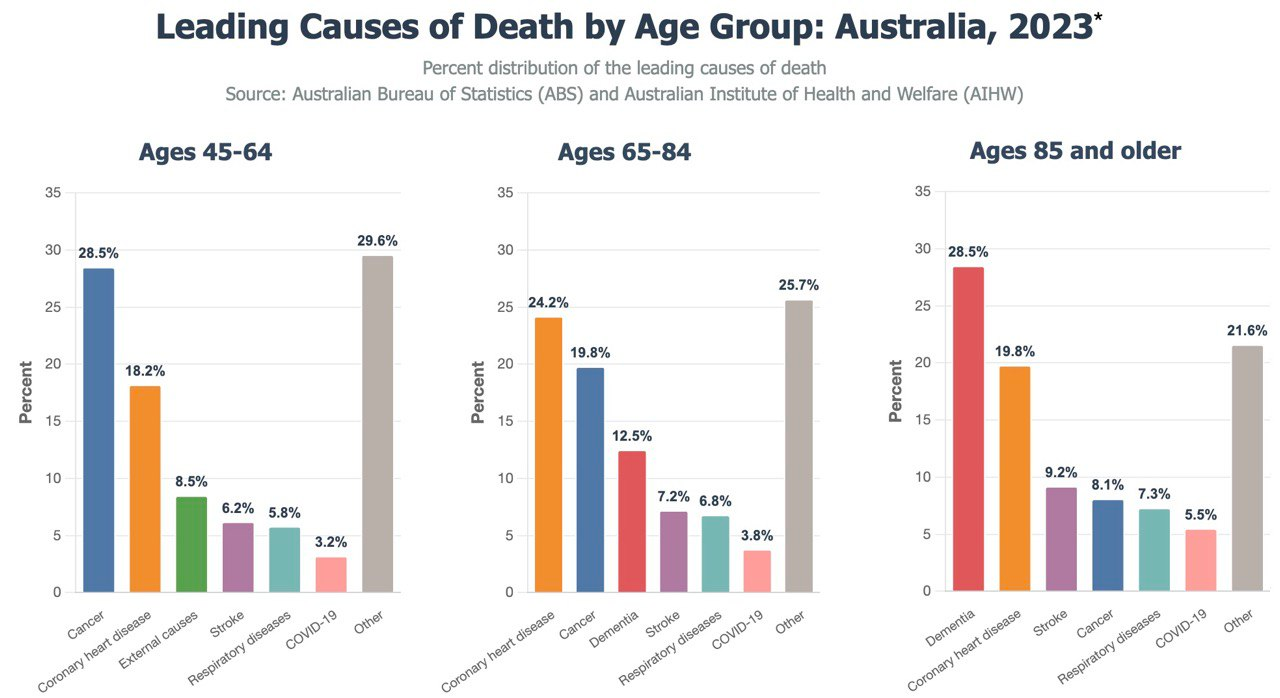 Leading Causes of Death by Age Group: Australia, 2023*
Percent distribution of the leading causes of death
Source: Australian Bureau of Statistics (ABS) and Australian Institute of Health and Welfare (AIHW)
Ages 45-64
Percent
35
30
25
20
15
10
5
0
28.5%
18.2%
8.5%
6.2%
5.8%
3.2%
29.6%
Cancer
Coronary heart disease
External causes
Stroke
Respiratory diseases
COVID-19
Other
Ages 65-84
Percent
35
30
25
20
15
10
5
0
24.2%
19.8%
12.5%
7.2%
6.8%
3.8%
25.7%
Coronary heart disease
Cancer
Dementia
Stroke
Respiratory diseases
COVID-19
Other
Ages 85 and older
Percent
35
30
25
20
15
10
5
0
28.5%
19.8%
9.2%
8.1%
7.3%
5.5%
21.6%
Dementia
Coronary heart disease
Stroke
Cancer
Respiratory diseases
COVID-19
Other